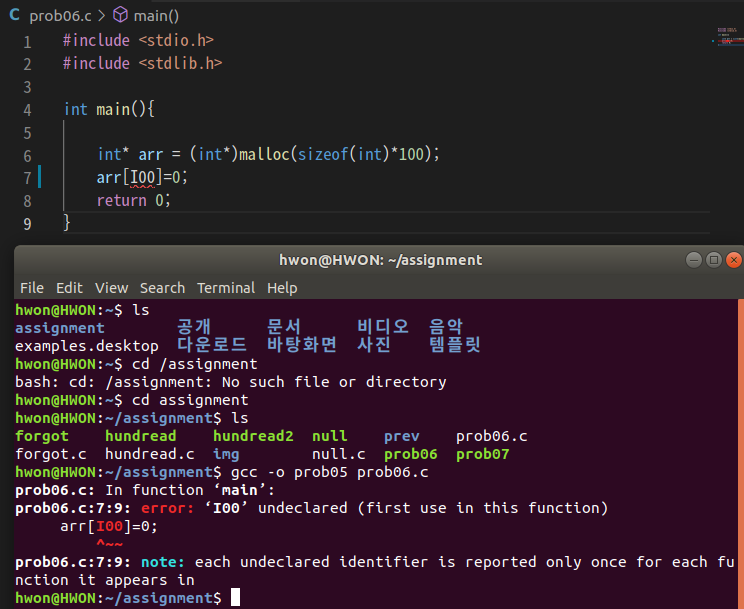 C prob06.c > main()
1 #include <stdio.h>
2 #include <stdlib.h>
3
4 int main(){
5
6 int* arr = (int*)malloc(sizeof(int)*100);
7 arr[I00]=0;
8 return 0;
9 }
hwon@HWON: ~/assignment
File Edit View Search Terminal Help
hwon@HWON:~$ ls
assignment 공개 문서 비디오 음악
examples.desktop 다운로드 바탕화면 사진 템플릿
hwon@HWON:~$ cd /assignment
bash: cd: /assignment: No such file or directory
hwon@HWON:~$ cd assignment
hwon@HWON:~/assignment$ ls
forgot hundread hundread2 null prev prob06.c
forgot.c hundread.c img null.c prob06 prob07
hwon@HWON:~/assignment$ gcc -o prob05 prob06.c
prob06.c: In function ‘main’:
prob06.c:7:9: error: ‘I00’ undeclared (first use in this function)
arr[I00]=0;
^~~
prob06.c:7:9: note: each undeclared identifier is reported only once for each fu
nction it appears in
hwon@HWON:~/assignment$